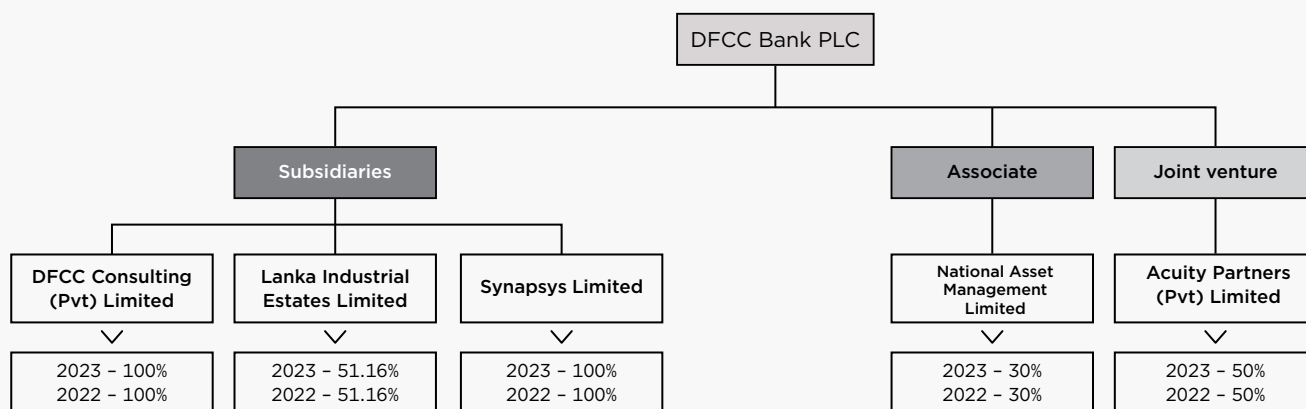 DFCC Bank PLC
Subsidiaries
Associate
Joint venture
DFCC Consulting
(Pvt) Limited
Lanka Industrial
Estates Limited
Synapsys Limited
National Asset
Management
Limited
Acuity Partners
(Pvt) Limited
2023 – 100%
2022 – 100%
2023 – 51.16%
2022 – 51.16%
2023 – 100%
2022 – 100%
2023 – 30%
2022 – 30%
2023 – 50%
2022 – 50%